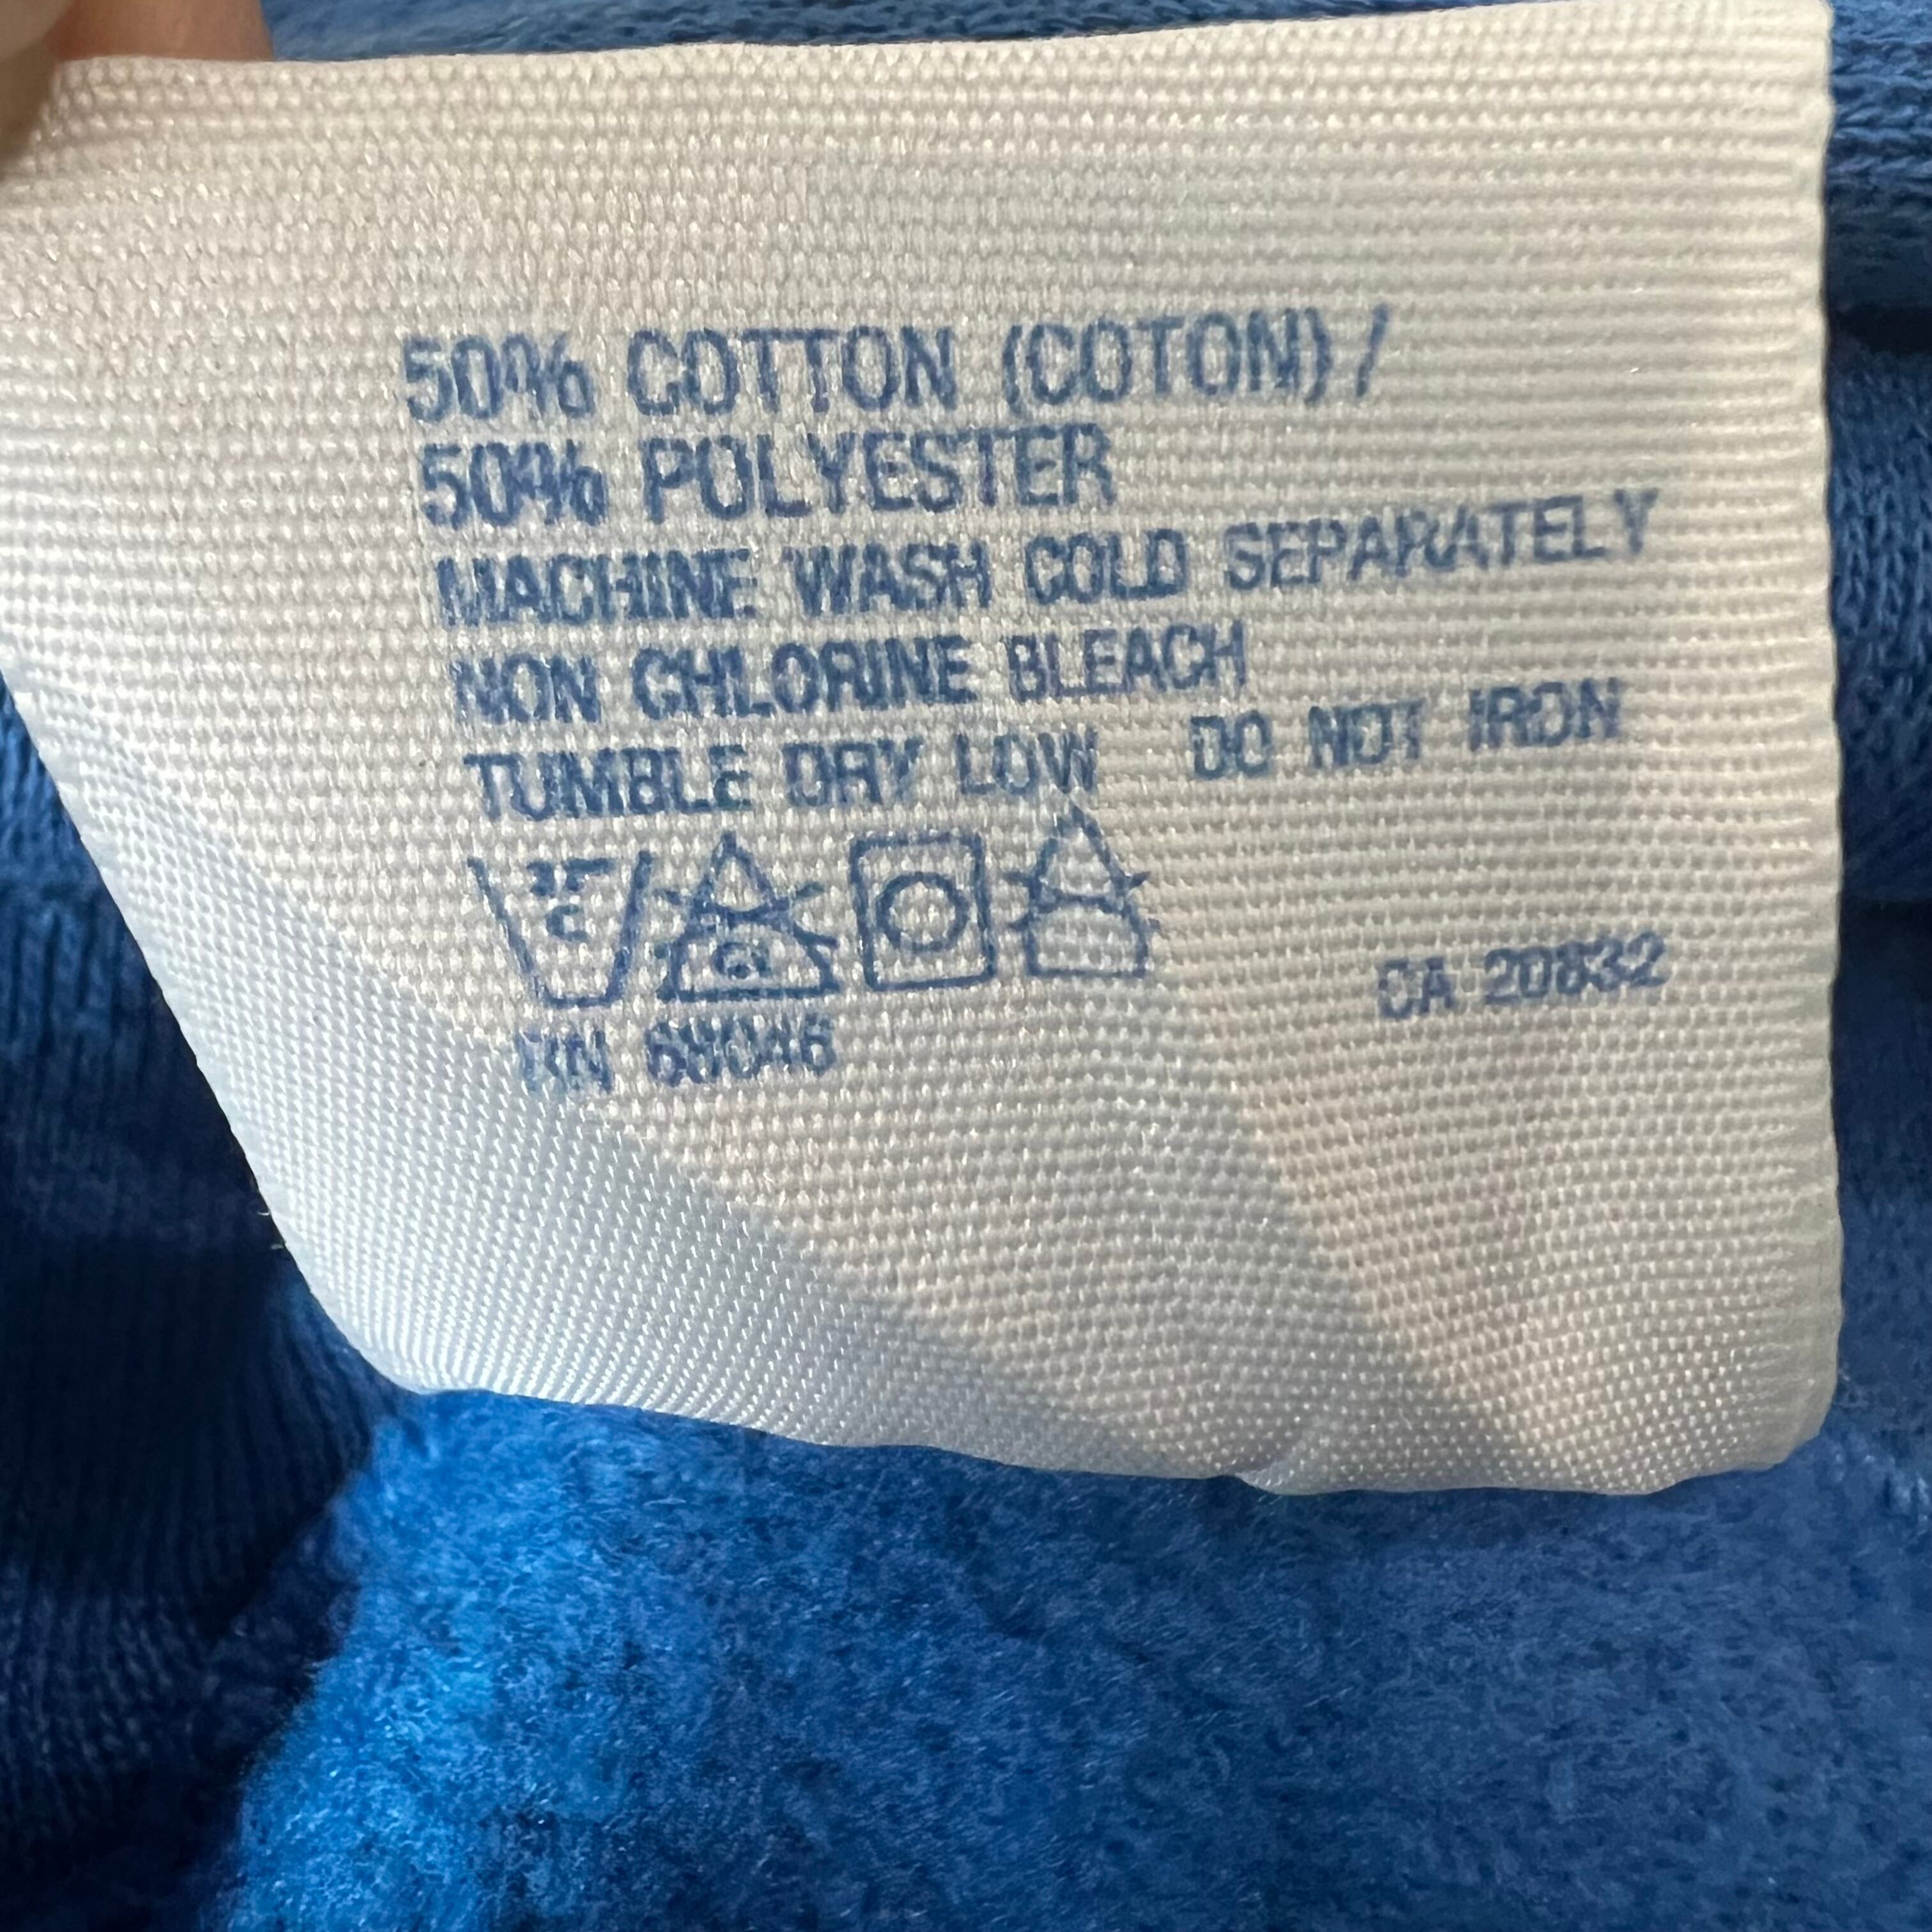 50% COTTON (COTON) /
50% POLYESTER
MACHINE WASH COLD SEPARATELY
NON CHLORINE BLEACH
TUMBLE DRY LOW DO NOT IRON
C
Cl
CA 20832
RN 68046